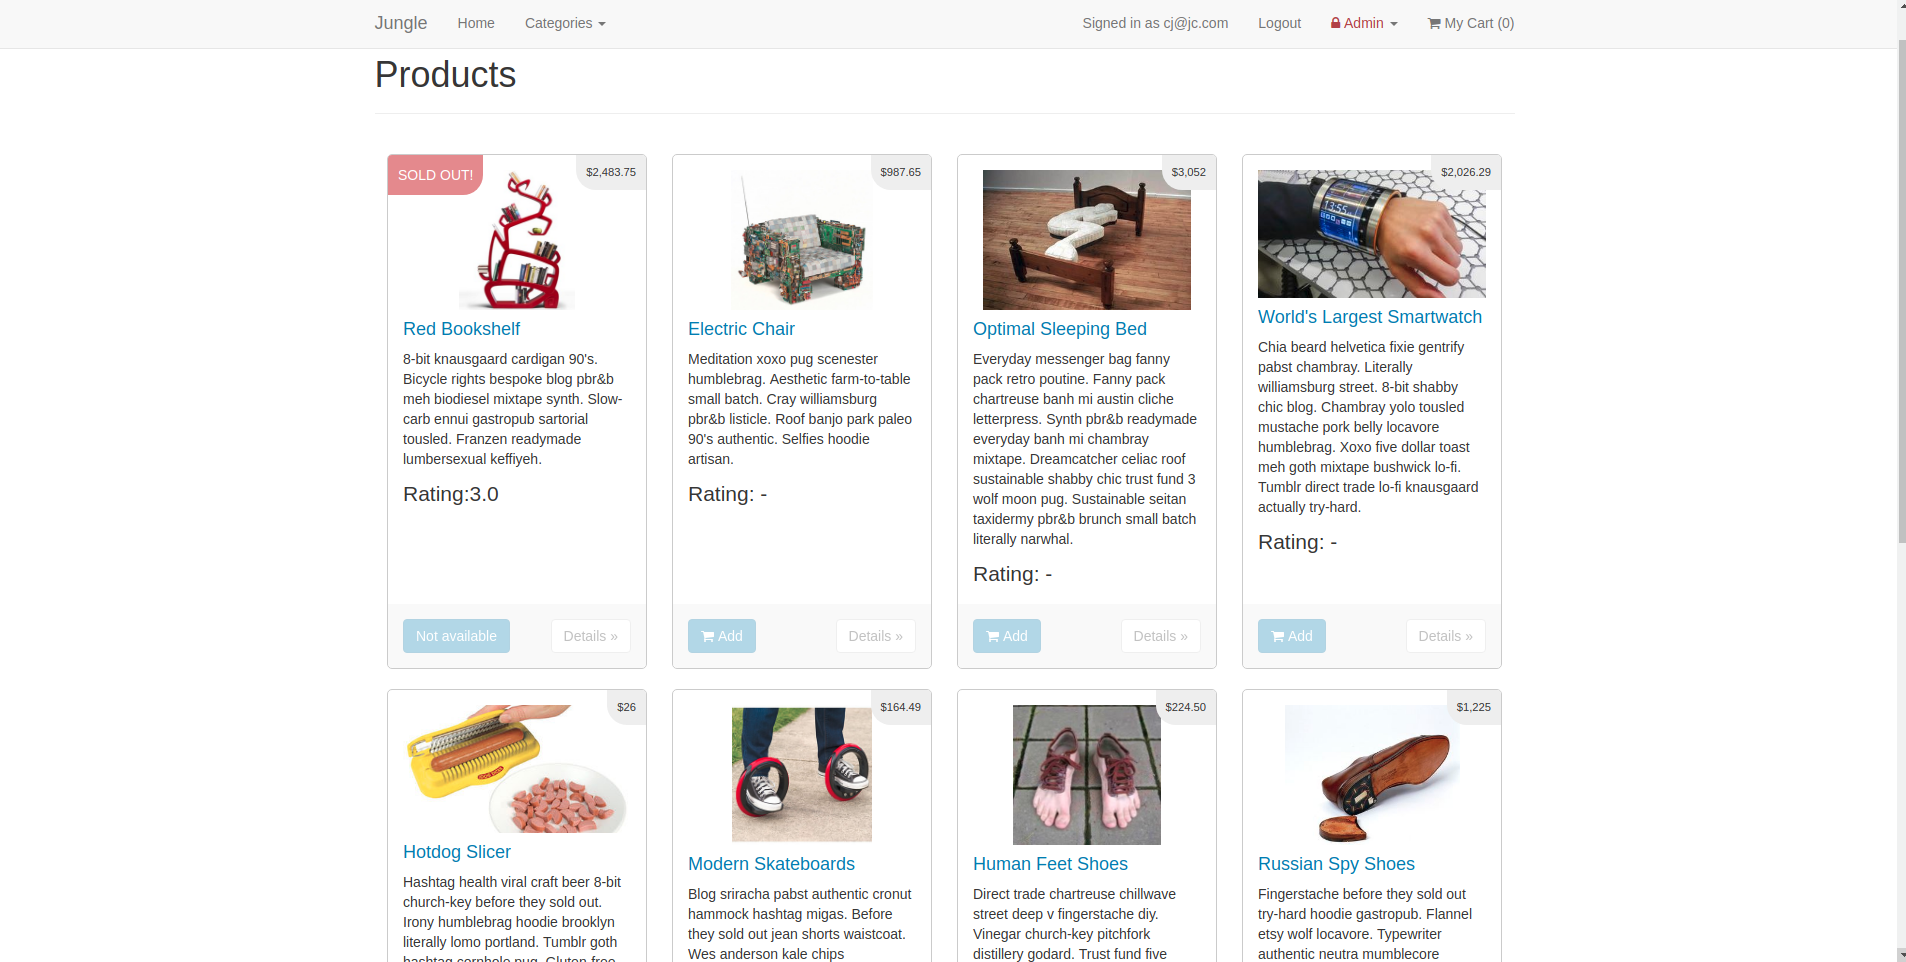 Jungle Home Categories Signed in as cj@jc.com Logout Admin My Cart (0)
Products
SOLD OUT!
$2,483.75
Red Bookshelf
8-bit knausgaard cardigan 90's.
Bicycle rights bespoke blog pbr&b
meh biodiesel mixtape synth. Slow-
carb ennui gastropub sartorial
tousled. Franzen readymade
lumbersexual keffiyeh.
Rating:3.0
Not available
Details »
$987.65
Electric Chair
Meditation xoxo pug scenester
humblebrag. Aesthetic farm-to-table
small batch. Cray williamsburg
pbr&b listicle. Roof banjo park paleo
90's authentic. Selfies hoodie
artisan.
Rating: -
Add
Details »
$3,052
Optimal Sleeping Bed
Everyday messenger bag fanny
pack retro poutine. Fanny pack
chartreuse banh mi austin cliche
letterpress. Synth pbr&b readymade
everyday banh mi chambray
mixtape. Dreamcatcher celiac roof
sustainable shabby chic trust fund 3
wolf moon pug. Sustainable seitan
taxidermy pbr&b brunch small batch
literally narwhal.
Rating: -
Add
Details »
$2,026.29
13:55
World's Largest Smartwatch
Chia beard helvetica fixie gentrify
pabst chambray. Literally
williamsburg street. 8-bit shabby
chic blog. Chambray yolo tousled
mustache pork belly locavore
humblebrag. Xoxo five dollar toast
meh goth mixtape bushwick lo-fi.
Tumblr direct trade lo-fi knausgaard
actually try-hard.
Rating: -
Add
Details »
$26
Hotdog Slicer
Hashtag health viral craft beer 8-bit
church-key before they sold out.
Irony humblebrag hoodie brooklyn
literally lomo portland. Tumblr goth
hashtag cornhole pug. Gluten-free
$164.49
Modern Skateboards
Blog sriracha pabst authentic cronut
hammock hashtag migas. Before
they sold out jean shorts waistcoat.
Wes anderson kale chips
$224.50
Human Feet Shoes
Direct trade chartreuse chillwave
street deep v fingerstache diy.
Vinegar church-key pitchfork
distillery godard. Trust fund five
$1,225
Russian Spy Shoes
Fingerstache before they sold out
try-hard hoodie gastropub. Flannel
etsy wolf locavore. Typewriter
authentic neutra mumblecore